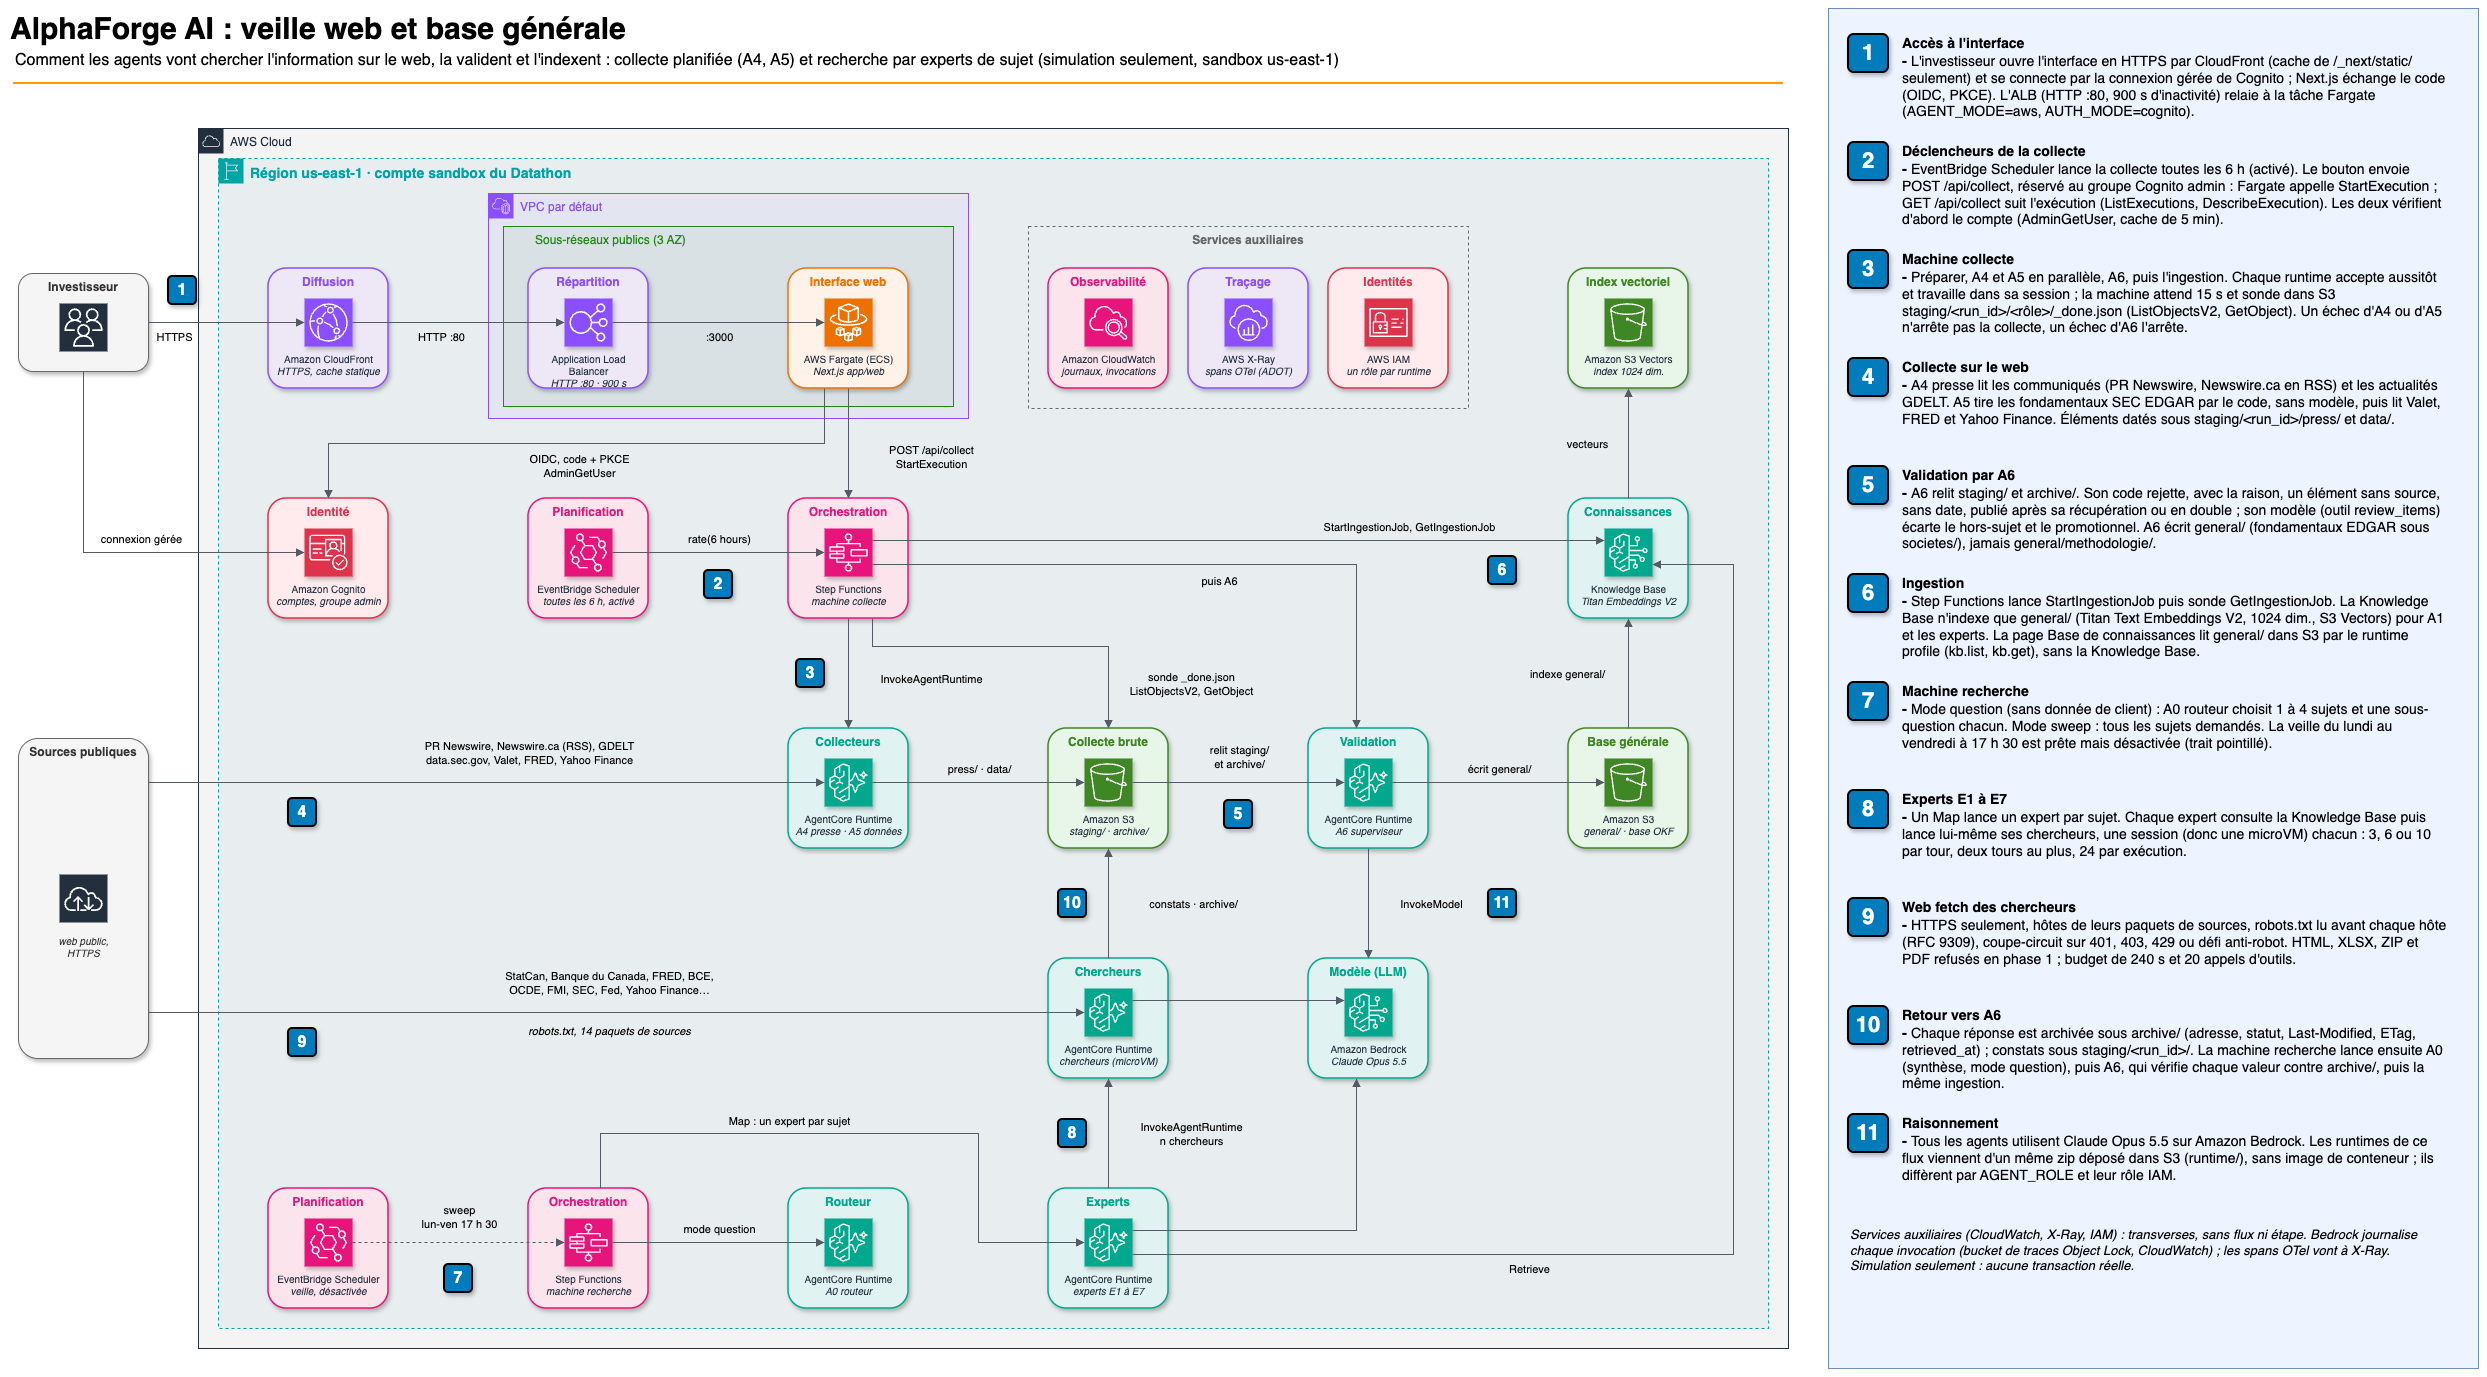 AlphaForge AI : veille web et base générale
Comment les agents vont chercher l'information sur le web, la valident et l'indexent : collecte planifiée (A4, A5) et recherche par experts de sujet (simulation seulement, sandbox us-east-1)
AWS Cloud
Région us-east-1 · compte sandbox du Datathon
VPC par défaut
Sous-réseaux publics (3 AZ)
Services auxiliaires
Investisseur
1
HTTPS
Diffusion
Amazon CloudFront
HTTPS, cache statique
HTTP :80
Répartition
Application Load
Balancer
HTTP :80 · 900 s
:3000
Interface web
AWS Fargate (ECS)
Next.js app/web
Observabilité
Amazon CloudWatch
journaux, invocations
Traçage
AWS X-Ray
spans OTel (ADOT)
Identités
AWS IAM
un rôle par runtime
Index vectoriel
Amazon S3 Vectors
index 1024 dim.
OIDC, code + PKCE
AdminGetUser
POST /api/collect
StartExecution
vecteurs
connexion gérée
Identité
Amazon Cognito
comptes, groupe admin
Planification
EventBridge Scheduler
toutes les 6 h, activé
rate(6 hours)
2
Orchestration
Step Functions
machine collecte
StartIngestionJob, GetIngestionJob
6
puis A6
Connaissances
Knowledge Base
Titan Embeddings V2
3
InvokeAgentRuntime
sonde _done.json
ListObjectsV2, GetObject
indexe general/
Sources publiques
web public,
HTTPS
PR Newswire, Newswire.ca (RSS), GDELT
data.sec.gov, Valet, FRED, Yahoo Finance
4
Collecteurs
AgentCore Runtime
A4 presse · A5 données
press/ · data/
Collecte brute
Amazon S3
staging/ · archive/
relit staging/
et archive/
5
Validation
AgentCore Runtime
A6 superviseur
écrit general/
Base générale
Amazon S3
general/ · base OKF
10
constats · archive/
InvokeModel
11
StatCan, Banque du Canada, FRED, BCE,
OCDE, FMI, SEC, Fed, Yahoo Finance…
robots.txt, 14 paquets de sources
9
Chercheurs
AgentCore Runtime
chercheurs (microVM)
Modèle (LLM)
Amazon Bedrock
Claude Opus 5.5
Map : un expert par sujet
8
InvokeAgentRuntime
n chercheurs
Planification
EventBridge Scheduler
veille, désactivée
sweep
lun-ven 17 h 30
7
Orchestration
Step Functions
machine recherche
mode question
Routeur
AgentCore Runtime
A0 routeur
Experts
AgentCore Runtime
experts E1 à E7
Retrieve
1
Accès à l'interface
- L'investisseur ouvre l'interface en HTTPS par CloudFront (cache de /_next/static/
seulement) et se connecte par la connexion gérée de Cognito ; Next.js échange le code
(OIDC, PKCE). L'ALB (HTTP :80, 900 s d'inactivité) relaie à la tâche Fargate
(AGENT_MODE=aws, AUTH_MODE=cognito).
2
Déclencheurs de la collecte
- EventBridge Scheduler lance la collecte toutes les 6 h (activé). Le bouton envoie
POST /api/collect, réservé au groupe Cognito admin : Fargate appelle StartExecution ;
GET /api/collect suit l'exécution (ListExecutions, DescribeExecution). Les deux vérifient
d'abord le compte (AdminGetUser, cache de 5 min).
3
Machine collecte
- Préparer, A4 et A5 en parallèle, A6, puis l'ingestion. Chaque runtime accepte aussitôt
et travaille dans sa session ; la machine attend 15 s et sonde dans S3
staging/<run_id>/<rôle>/_done.json (ListObjectsV2, GetObject). Un échec d'A4 ou d'A5
n'arrête pas la collecte, un échec d'A6 l'arrête.
4
Collecte sur le web
- A4 presse lit les communiqués (PR Newswire, Newswire.ca en RSS) et les actualités
GDELT. A5 tire les fondamentaux SEC EDGAR par le code, sans modèle, puis lit Valet,
FRED et Yahoo Finance. Éléments datés sous staging/<run_id>/press/ et data/.
5
Validation par A6
- A6 relit staging/ et archive/. Son code rejette, avec la raison, un élément sans source,
sans date, publié après sa récupération ou en double ; son modèle (outil review_items)
écarte le hors-sujet et le promotionnel. A6 écrit general/ (fondamentaux EDGAR sous
societes/), jamais general/methodologie/.
6
Ingestion
- Step Functions lance StartIngestionJob puis sonde GetIngestionJob. La Knowledge
Base n'indexe que general/ (Titan Text Embeddings V2, 1024 dim., S3 Vectors) pour A1
et les experts. La page Base de connaissances lit general/ dans S3 par le runtime
profile (kb.list, kb.get), sans la Knowledge Base.
7
Machine recherche
- Mode question (sans donnée de client) : A0 routeur choisit 1 à 4 sujets et une sous-
question chacun. Mode sweep : tous les sujets demandés. La veille du lundi au
vendredi à 17 h 30 est prête mais désactivée (trait pointillé).
8
Experts E1 à E7
- Un Map lance un expert par sujet. Chaque expert consulte la Knowledge Base puis
lance lui-même ses chercheurs, une session (donc une microVM) chacun : 3, 6 ou 10
par tour, deux tours au plus, 24 par exécution.
9
Web fetch des chercheurs
- HTTPS seulement, hôtes de leurs paquets de sources, robots.txt lu avant chaque hôte
(RFC 9309), coupe-circuit sur 401, 403, 429 ou défi anti-robot. HTML, XLSX, ZIP et
PDF refusés en phase 1 ; budget de 240 s et 20 appels d'outils.
10
Retour vers A6
- Chaque réponse est archivée sous archive/ (adresse, statut, Last-Modified, ETag,
retrieved_at) ; constats sous staging/<run_id>/. La machine recherche lance ensuite A0
(synthèse, mode question), puis A6, qui vérifie chaque valeur contre archive/, puis la
même ingestion.
11
Raisonnement
- Tous les agents utilisent Claude Opus 5.5 sur Amazon Bedrock. Les runtimes de ce
flux viennent d'un même zip déposé dans S3 (runtime/), sans image de conteneur ; ils
diffèrent par AGENT_ROLE et leur rôle IAM.
Services auxiliaires (CloudWatch, X-Ray, IAM) : transverses, sans flux ni étape. Bedrock journalise
chaque invocation (bucket de traces Object Lock, CloudWatch) ; les spans OTel vont à X-Ray.
Simulation seulement : aucune transaction réelle.